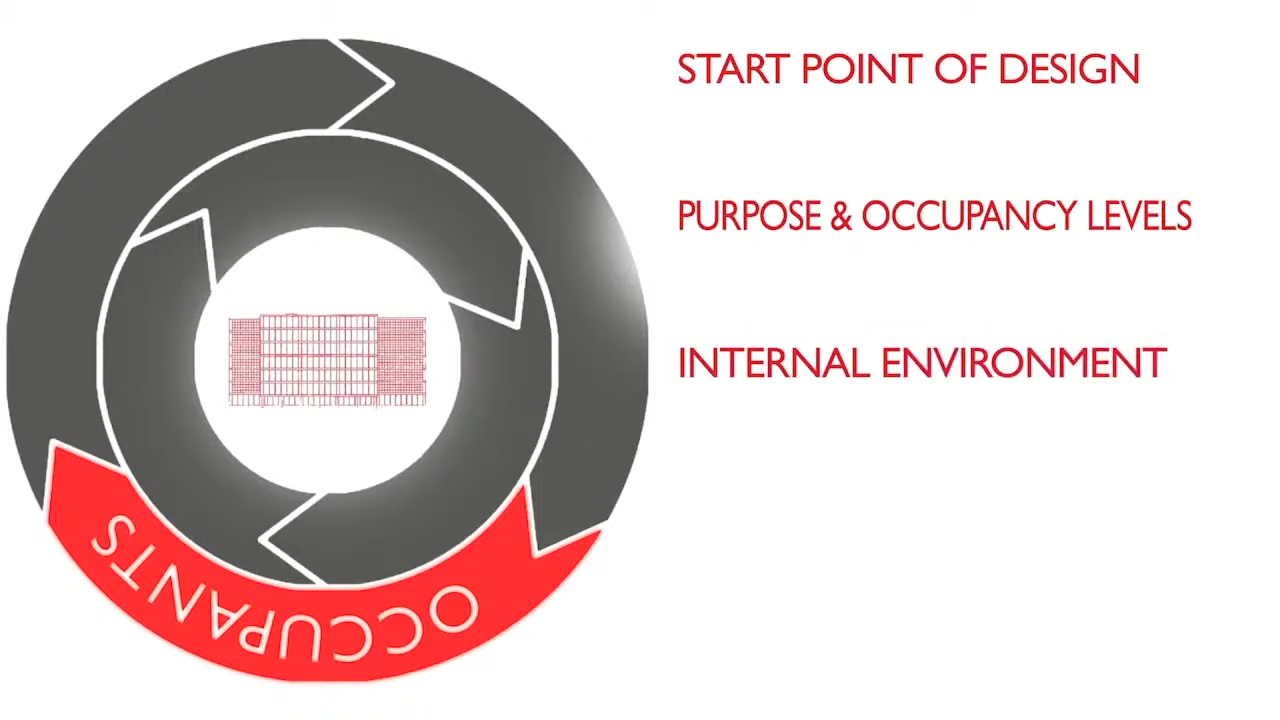 START POINT OF DESIGN
PURPOSE & OCCUPANCY LEVELS
INTERNAL ENVIRONMENT
OCCUPANTS